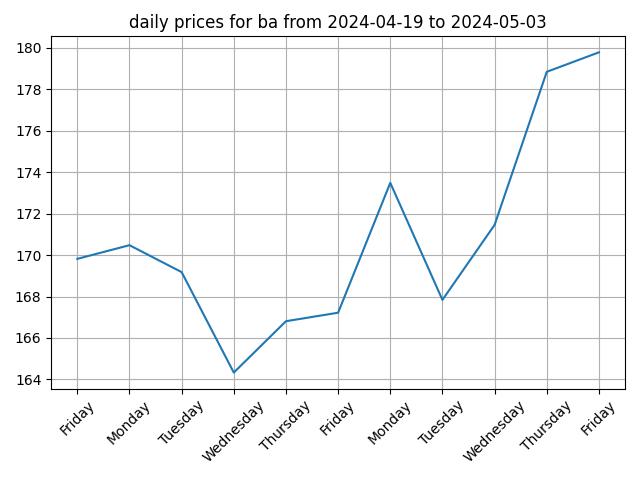 daily prices for ba from 2024-04-19 to 2024-05-03
180
178
176
174
172
170
168
166
164
Friday
Monday
Tuesday
Wednesday
Thursday
Friday
Monday
Tuesday
Wednesday
Thursday
Friday